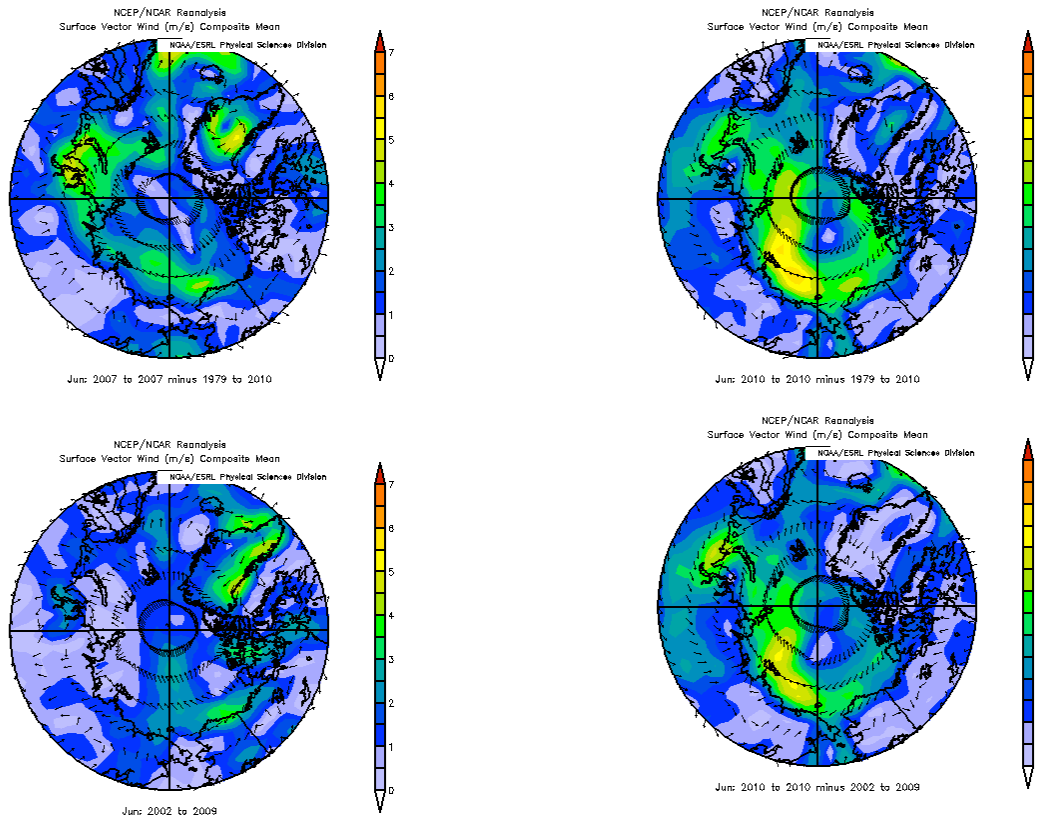 NCEP/NCAR Reanalysis
Surface Vector Wind (m/s) Composite Mean
NOAA/ESRL Physical Sciences Division
7
6
5
4
3
2
1
0
Jun: 2007 to 2007 minus 1979 to 2010
NCEP/NCAR Reanalysis
Surface Vector Wind (m/s) Composite Mean
NOAA/ESRL Physical Sciences Division
Jun: 2010 to 2010 minus 1979 to 2010
NCEP/NCAR Reanalysis
Surface Vector Wind (m/s) Composite Mean
NOAA/ESRL Physical Sciences Division
7
6
5
4
3
2
1
0
Jun: 2002 to 2009
NCEP/NCAR Reanalysis
Surface Vector Wind (m/s) Composite Mean
NOAA/ESRL Physical Sciences Division
Jun: 2010 to 2010 minus 2002 to 2009